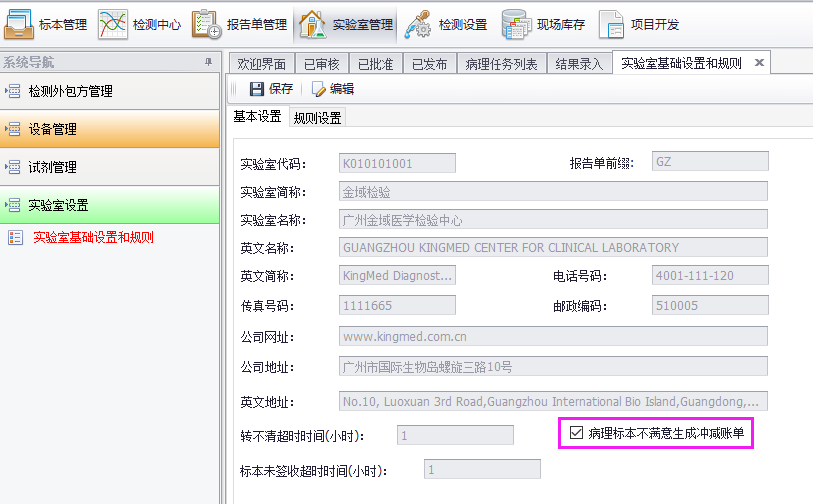 标本管理 检测中心 报告单管理 实验室管理 检测设置 现场库存 项目开发
系统导航
检测外包方管理
设备管理
试剂管理
实验室设置
实验室基础设置和规则
欢迎界面 已审核 已批准 已发布 病理任务列表 结果录入 实验室基础设置和规则
保存 编辑
基本设置 规则设置
实验室代码: K010101001 报告单前缀: GZ
实验室简称: 金域检验
实验室名称: 广州金域医学检验中心
英文名称: GUANGZHOU KINGMED CENTER FOR CLINICAL LABORATORY
英文简称: KingMed Diagnost... 电话号码: 4001-111-120
传真号码: 1111665 邮政编码: 510005
公司网址: www.kingmed.com.cn
公司地址: 广州市国际生物岛螺旋三路10号
英文地址: No.10, Luoxuan 3rd Road,Guangzhou International Bio Island,Guangdong,...
转不清超时时间(小时): 1 病理标本不满意生成冲减账单
标本未签收超时时间(小时): 1